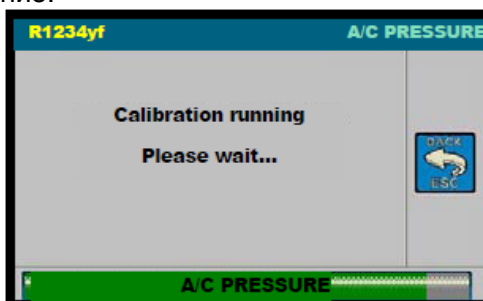 R1234yf A/C PRESSURE
Calibration running
Please wait...
BACK
ESC
A/C PRESSURE